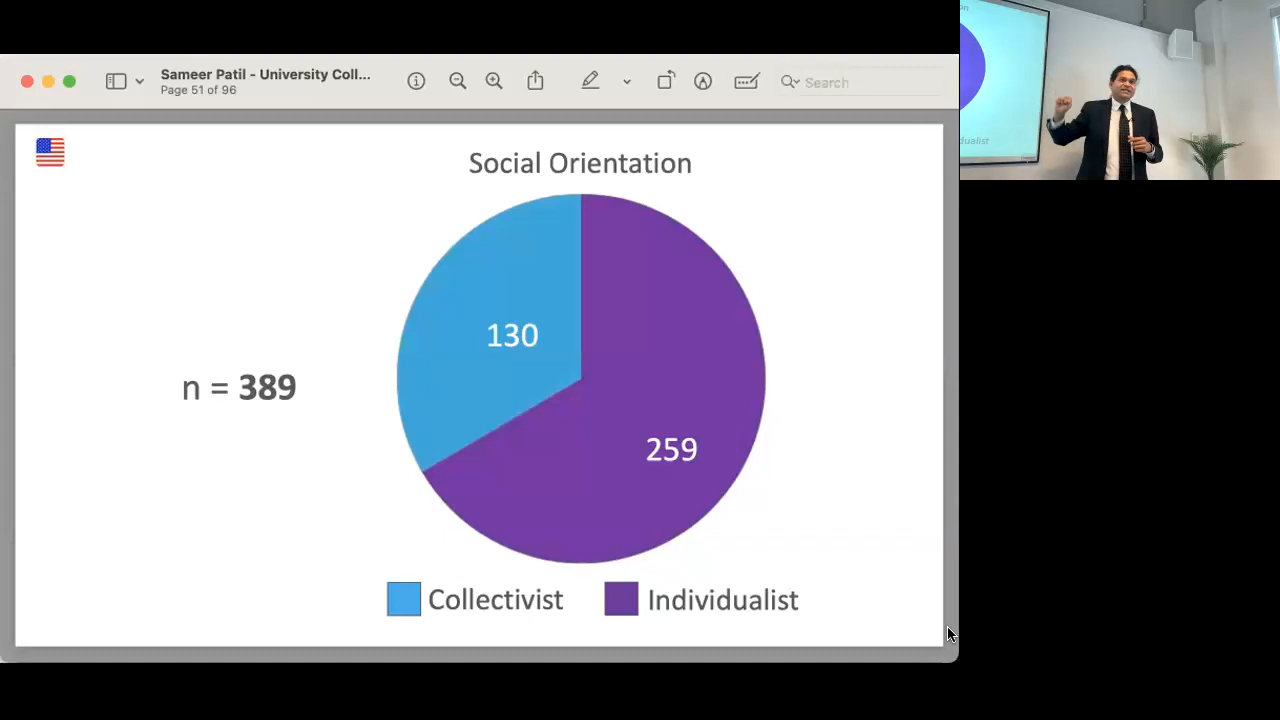 Sameer Patil - University Coll...
Page 51 of 96
Search
Social Orientation
130
n = 389
259
Collectivist
Individualist